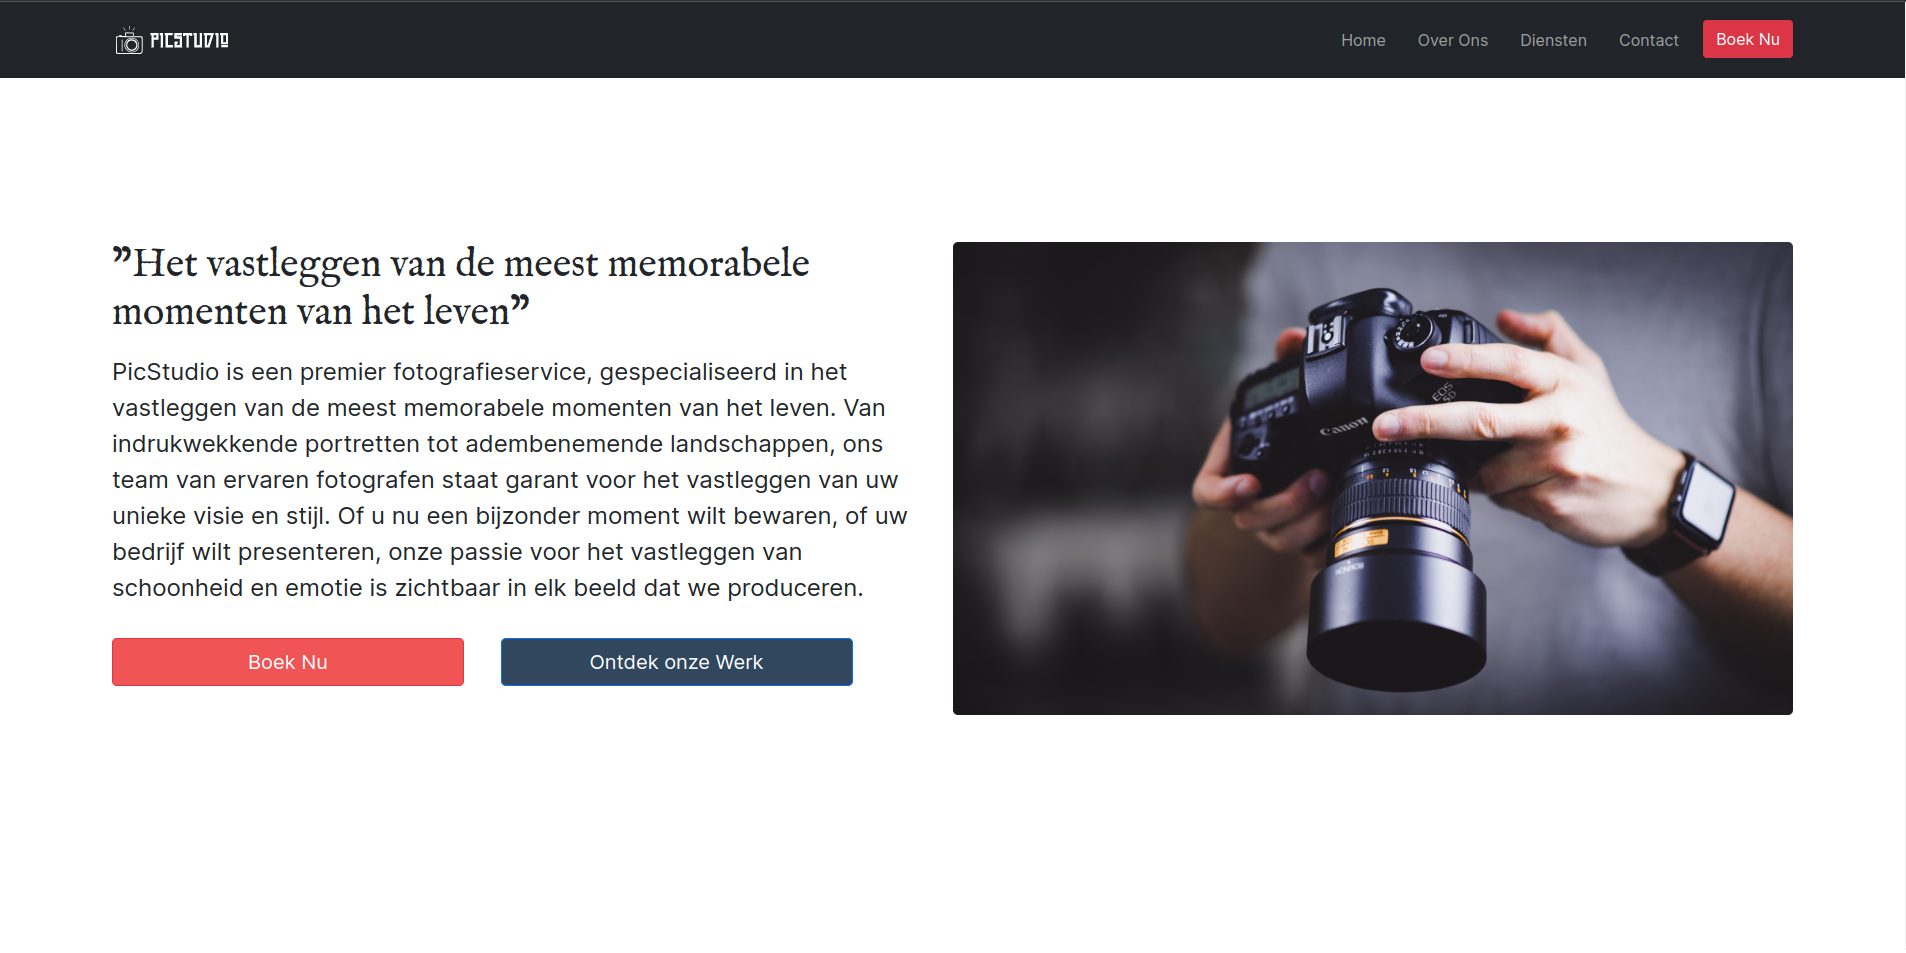 PICSTUDIO
Home Over Ons Diensten Contact Boek Nu
”Het vastleggen van de meest memorabele
momenten van het leven”
PicStudio is een premier fotografieservice, gespecialiseerd in het
vastleggen van de meest memorabele momenten van het leven. Van
indrukwekkende portretten tot adembenemende landschappen, ons
team van ervaren fotografen staat garant voor het vastleggen van uw
unieke visie en stijl. Of u nu een bijzonder moment wilt bewaren, of uw
bedrijf wilt presenteren, onze passie voor het vastleggen van
schoonheid en emotie is zichtbaar in elk beeld dat we produceren.
Boek Nu
Ontdek onze Werk
EOS
5D
Canon